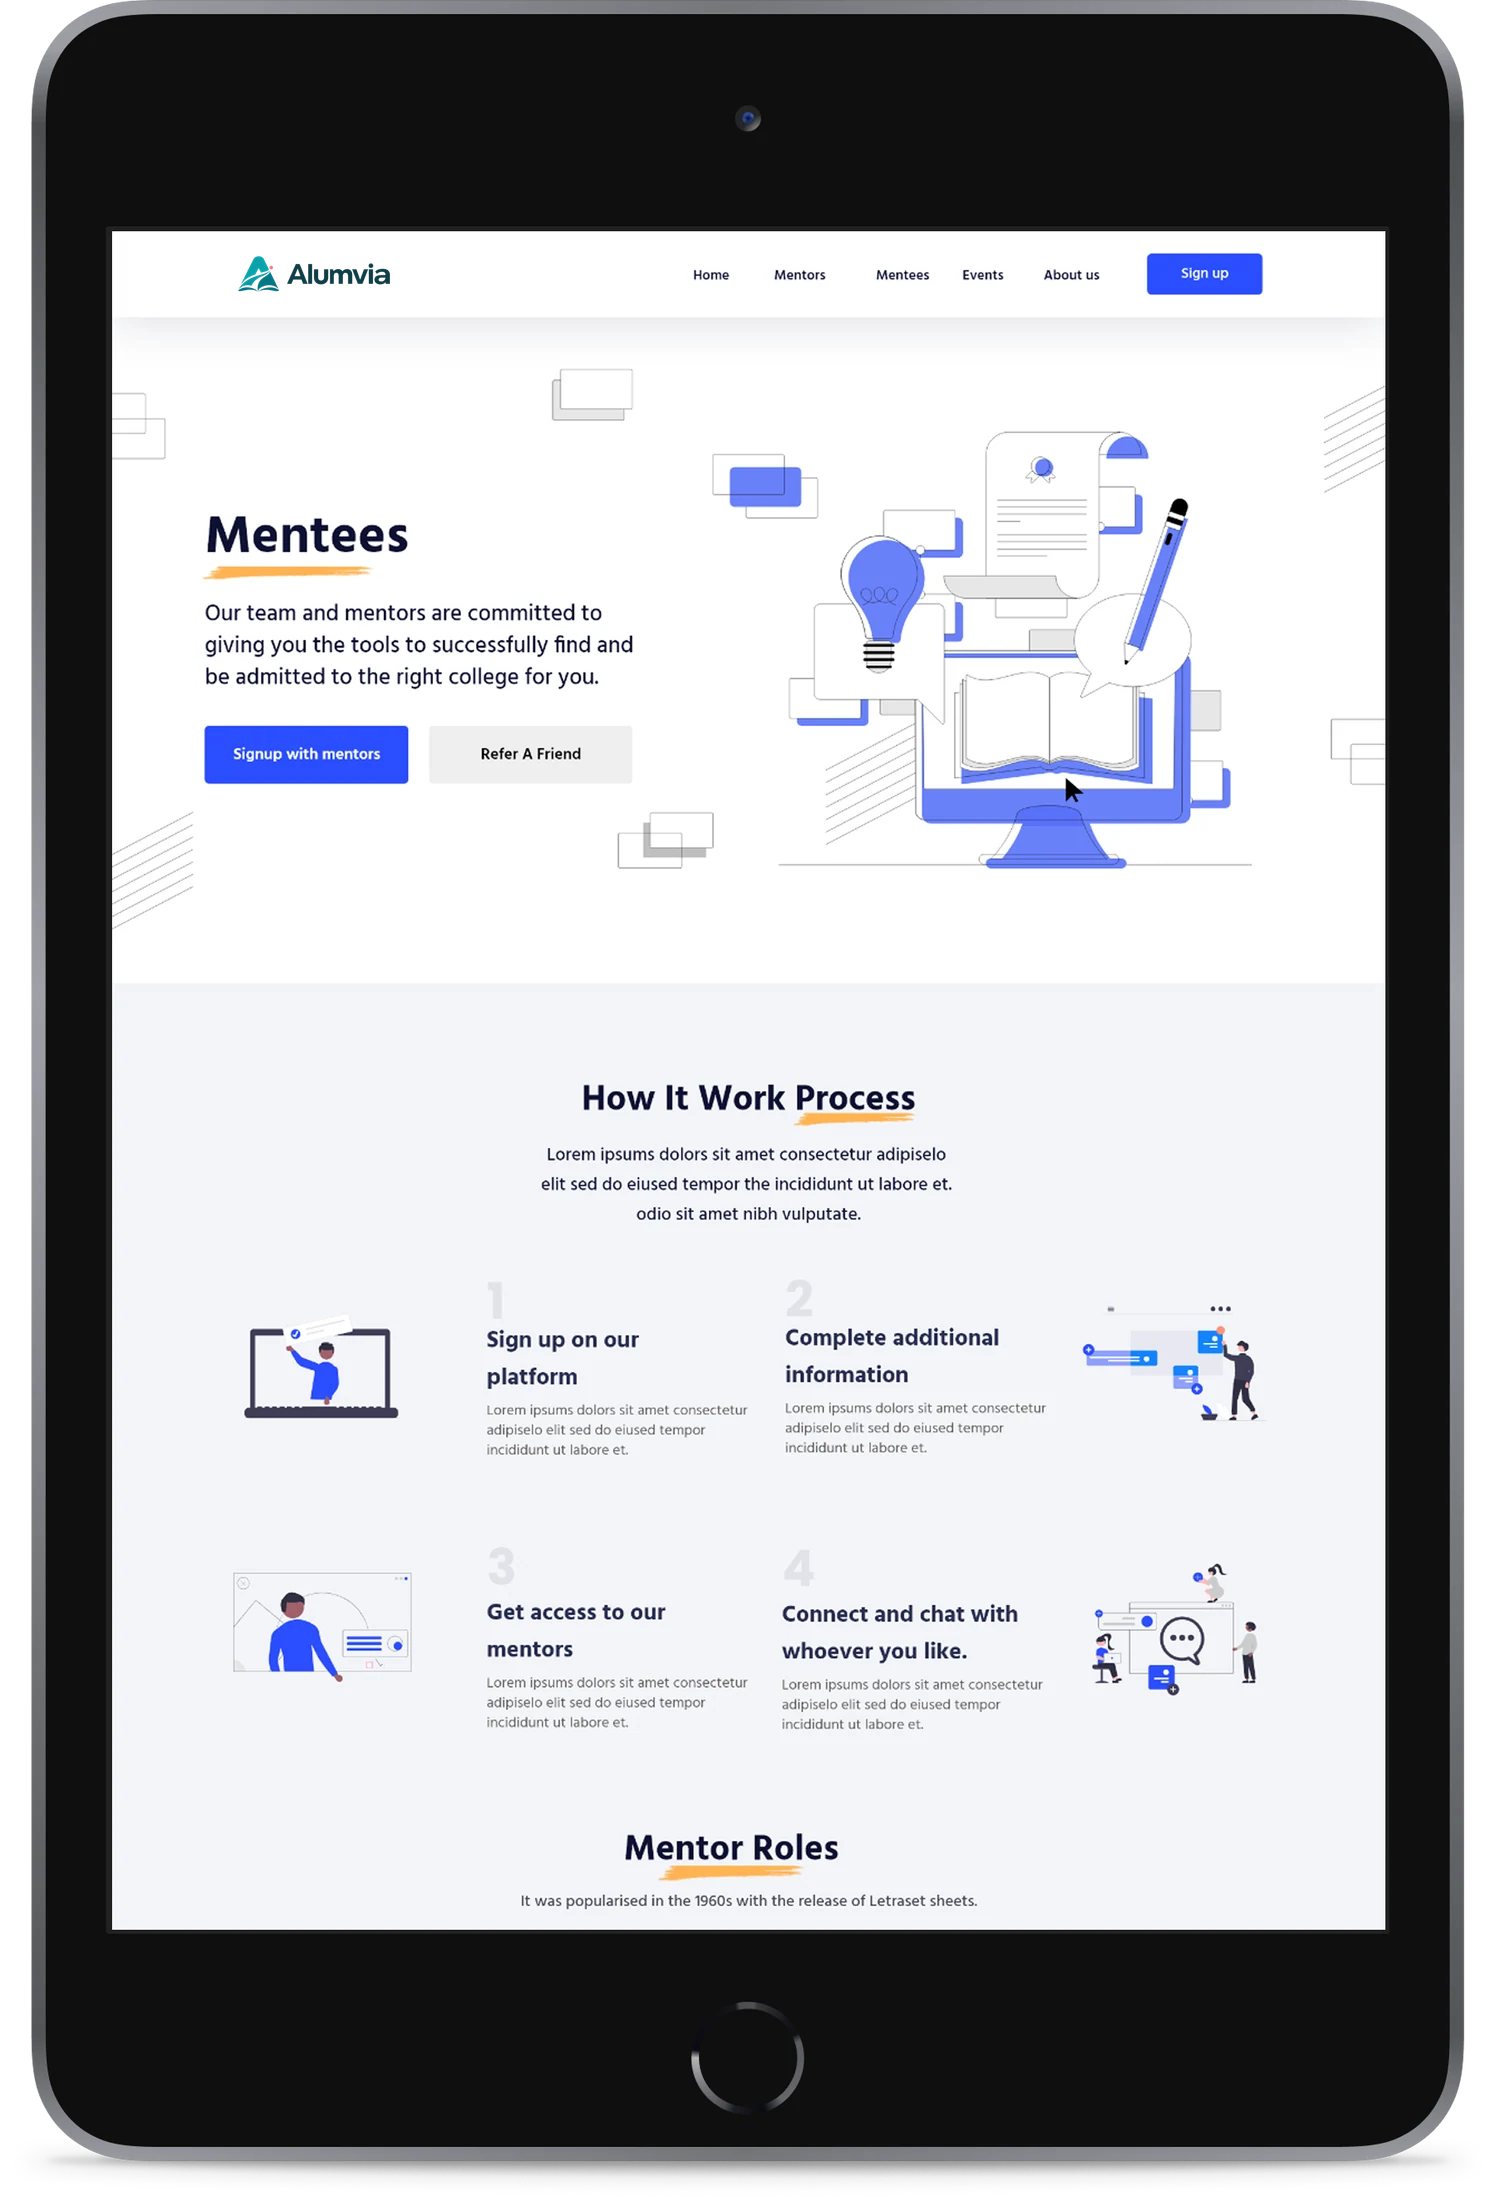 Alumvia
Home Mentors Mentees Events About us Sign up
Mentees
Our team and mentors are committed to
giving you the tools to successfully find and
be admitted to the right college for you.
Signup with mentors Refer A Friend
How It Work Process
Lorem ipsums dolors sit amet consectetur adipiselo
elit sed do eiused tempor the incididunt ut labore et.
odio sit amet nibh vulputate.
1
Sign up on our
platform
Lorem ipsums dolors sit amet consectetur
adipiselo elit sed do eiused tempor
incididunt ut labore et.
2
Complete additional
information
Lorem ipsums dolors sit amet consectetur
adipiselo elit sed do eiused tempor
incididunt ut labore et.
3
Get access to our
mentors
Lorem ipsums dolors sit amet consectetur
adipiselo elit sed do eiused tempor
incididunt ut labore et.
4
Connect and chat with
whoever you like.
Lorem ipsums dolors sit amet consectetur
adipiselo elit sed do eiused tempor
incididunt ut labore et.
Mentor Roles
It was popularised in the 1960s with the release of Letraset sheets.